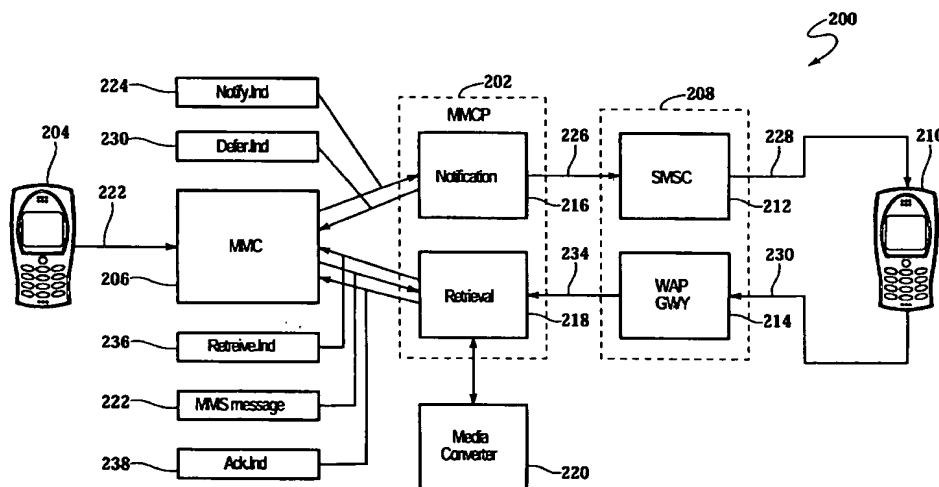 200
224
Notify.Ind
202
208
MMCP
204
230
Defer.Ind
226
228
210
Notification
SMSC
222
216
212
MMC
206
234
230
Retrieval
WAP
GWY
218
214
236
Retreive.Ind
222
MMS message
Media
Converter
238
Ack.Ind
220